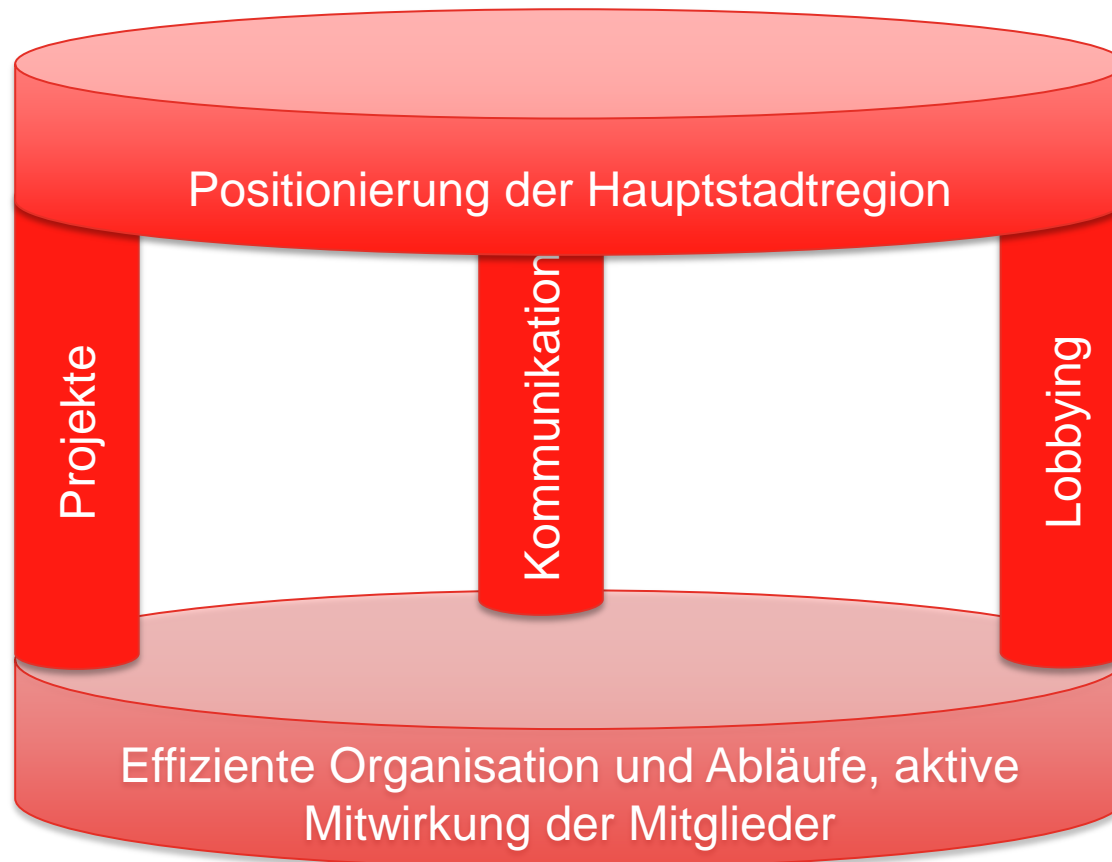 Positionierung der Hauptstadtregion
Projekte
Kommunikation
Lobbying
Effiziente Organisation und Abläufe, aktive
Mitwirkung der Mitglieder